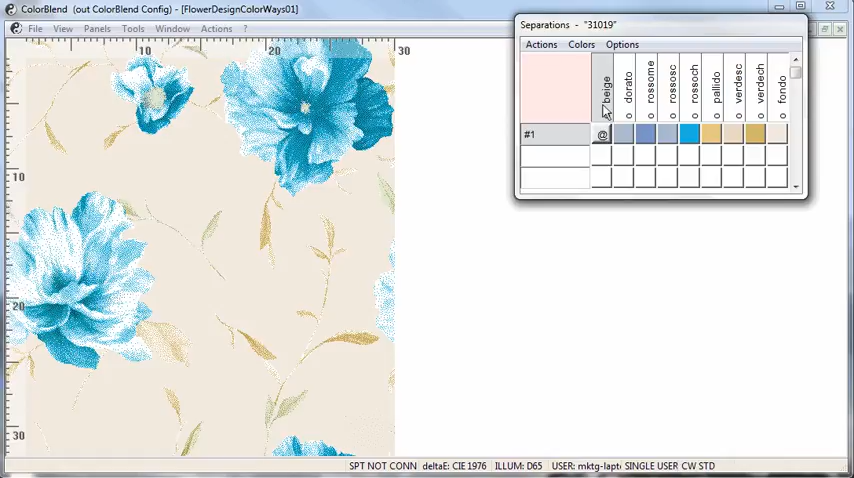 ColorBlend (out ColorBlend Config) - [FlowerDesignColorWays01]
File View Panels Tools Window Actions ?
10 20 30
10
20
30
Separations - "31019"
Actions Colors Options
beige dorato rossome rossosc rossoch pallido verdesc verdech fondo
o o o o o o o o
#1 @
SPT NOT CONN deltaE: CIE 1976 ILLUM: D65 USER: mktg-lapt SINGLE USER CW STD